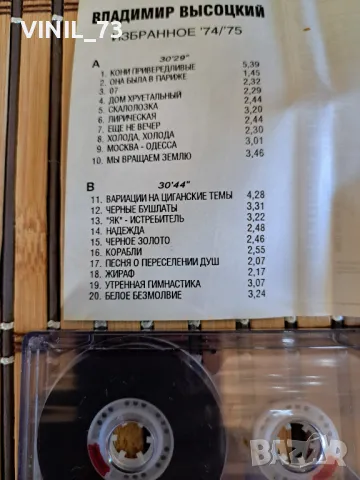 VINIL_73
ВЛАДИМИР ВЫСОЦКИЙ
ИЗБРАННОЕ '74/'75
A 30'29"
1. КОНИ ПРИВЕРЕДЛИВЫЕ 5,39
2. ОНА БЫЛА В ПАРИЖЕ 1,45
3. 07 2,32
4. ДОМ ХРУЕТАЛЬНЫЙ 2,29
5. СКАЛОЛОЗКА 2,44
6. ЛИРИЧЕСКАЯ 3,20
7. ЕЩЕ НЕ ВЕЧЕР 2,44
8. ХОЛОДА, ХОЛОДА 2,30
9. МОСКВА - ОДЕССА 3,01
10. МЫ ВРАЩАЕМ ЗЕМЛЮ 3,46
B 30'44"
11. ВАРИАЦИИ НА ЦИГАНСКИЕ ТЕМЫ 4,28
12. ЧЕРНЫЕ БУШЛАТЫ 3,31
13. "ЯК" - ИСТРЕБИТЕЛЬ 3,22
14. НАДЕЖДА 2,48
15. ЧЕРНОЕ ЗОЛОТО 2,46
16. КОРАБЛИ 2,55
17. ПЕСНЯ О ПЕРЕСЕЛЕНИИ ДУШ 2,07
18. ЖИРАФ 2,17
19. УТРЕННАЯ ГИМНАСТИКА 3,07
20. БЕЛОЕ БЕЗМОЛВИЕ 3,24
BAZAR